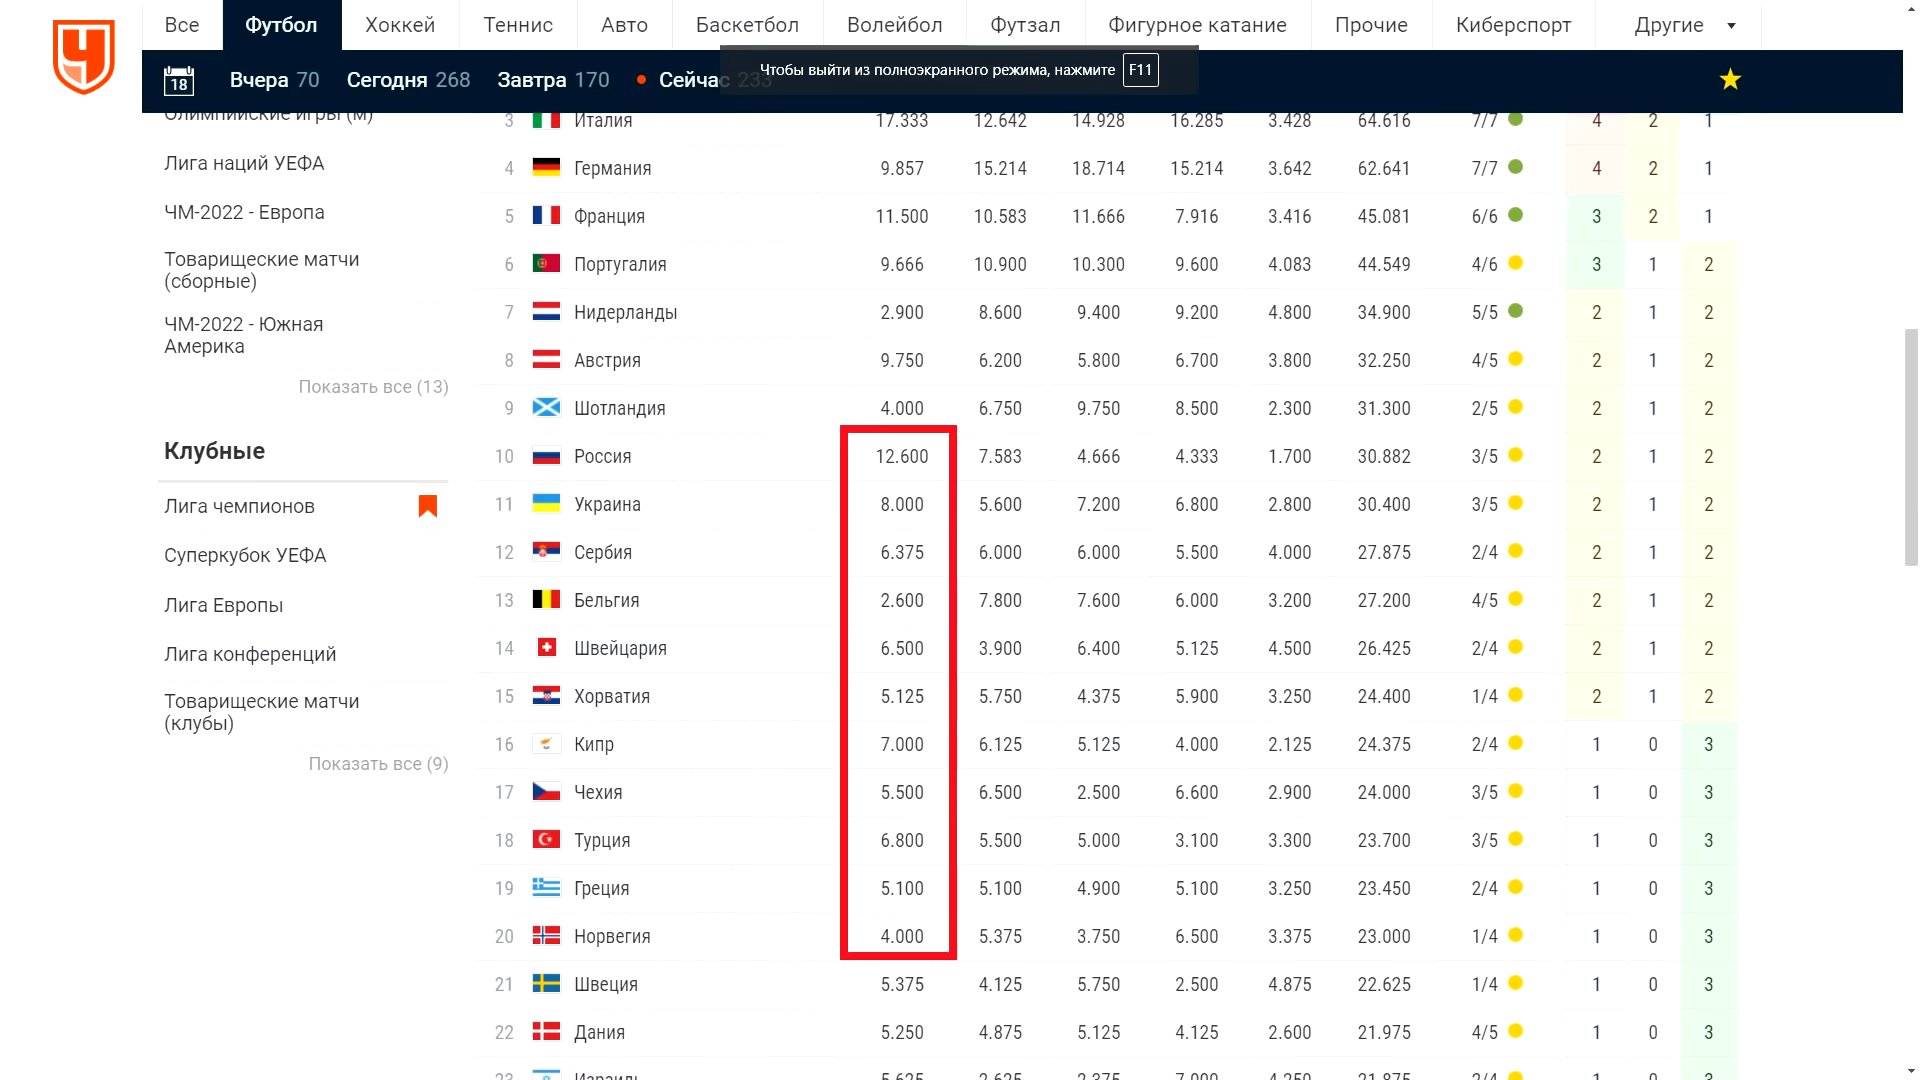 Все Футбол Хоккей Теннис Авто Баскетбол Волейбол Футзал Фигурное катание Прочие Киберспорт Другие
18 Вчера 70 Сегодня 268 Завтра 170 Сейчас 233
Чтобы выйти из полноэкранного режима, нажмите F11
Олимпийские игры (м)
Лига наций УЕФА
ЧМ-2022 - Европа
Товарищеские матчи
(сборные)
ЧМ-2022 - Южная
Америка
Показать все (13)
Клубные
Лига чемпионов
Суперкубок УЕФА
Лига Европы
Лига конференций
Товарищеские матчи
(клубы)
Показать все (9)
3 Италия 17.333 12.642 14.928 16.285 3.428 64.616 7/7 4 2 1
4 Германия 9.857 15.214 18.714 15.214 3.642 62.641 7/7 4 2 1
5 Франция 11.500 10.583 11.666 7.916 3.416 45.081 6/6 3 2 1
6 Португалия 9.666 10.900 10.300 9.600 4.083 44.549 4/6 3 1 2
7 Нидерланды 2.900 8.600 9.400 9.200 4.800 34.900 5/5 2 1 2
8 Австрия 9.750 6.200 5.800 6.700 3.800 32.250 4/5 2 1 2
9 Шотландия 4.000 6.750 9.750 8.500 2.300 31.300 2/5 2 1 2
10 Россия 12.600 7.583 4.666 4.333 1.700 30.882 3/5 2 1 2
11 Украина 8.000 5.600 7.200 6.800 2.800 30.400 3/5 2 1 2
12 Сербия 6.375 6.000 6.000 5.500 4.000 27.875 2/4 2 1 2
13 Бельгия 2.600 7.800 7.600 6.000 3.200 27.200 4/5 2 1 2
14 Швейцария 6.500 3.900 6.400 5.125 4.500 26.425 2/4 2 1 2
15 Хорватия 5.125 5.750 4.375 5.900 3.250 24.400 1/4 2 1 2
16 Кипр 7.000 6.125 5.125 4.000 2.125 24.375 2/4 1 0 3
17 Чехия 5.500 6.500 2.500 6.600 2.900 24.000 3/5 1 0 3
18 Турция 6.800 5.500 5.000 3.100 3.300 23.700 3/5 1 0 3
19 Греция 5.100 5.100 4.900 5.100 3.250 23.450 2/4 1 0 3
20 Норвегия 4.000 5.375 3.750 6.500 3.375 23.000 1/4 1 0 3
21 Швеция 5.375 4.125 5.750 2.500 4.875 22.625 1/4 1 0 3
22 Дания 5.250 4.875 5.125 4.125 2.600 21.975 4/5 1 0 3
23 Израиль 5.625 2.625 2.375 7.000 4.250 21.875 2/4 1 0 3